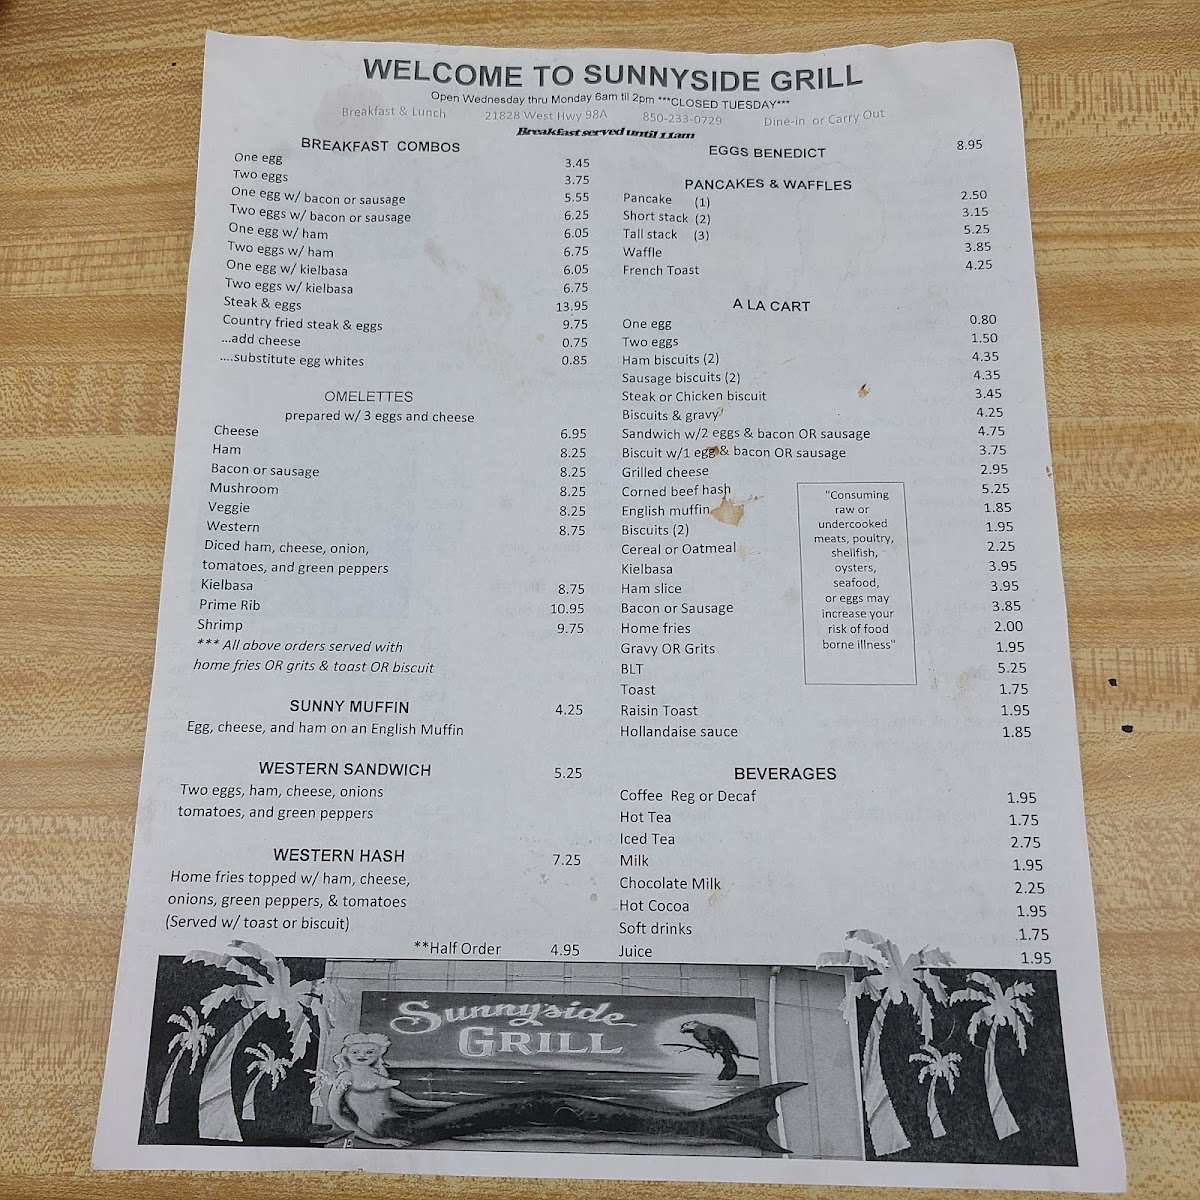 WELCOME TO SUNNYSIDE GRILL
Open Wednesday thru Monday 6am til 2pm ***CLOSED TUESDAY***
Breakfast & Lunch 21828 West Hwy 98A 850-233-0729 Dine-in or Carry Out
Breakfast served until 11am
BREAKFAST COMBOS
One egg 3.45
Two eggs 3.75
One egg w/ bacon or sausage 5.55
Two eggs w/ bacon or sausage 6.25
One egg w/ ham 6.05
Two eggs w/ ham 6.75
One egg w/ kielbasa 6.05
Two eggs w/ kielbasa 6.75
Steak & eggs 13.95
Country fried steak & eggs 9.75
...add cheese 0.75
....substitute egg whites 0.85
OMELETTES
prepared w/ 3 eggs and cheese
Cheese 6.95
Ham 8.25
Bacon or sausage 8.25
Mushroom 8.25
Veggie 8.25
Western 8.75
Diced ham, cheese, onion,
tomatoes, and green peppers
Kielbasa 8.75
Prime Rib 10.95
Shrimp 9.75
*** All above orders served with
home fries OR grits & toast OR biscuit
SUNNY MUFFIN 4.25
Egg, cheese, and ham on an English Muffin
WESTERN SANDWICH 5.25
Two eggs, ham, cheese, onions
tomatoes, and green peppers
WESTERN HASH 7.25
Home fries topped w/ ham, cheese,
onions, green peppers, & tomatoes
(Served w/ toast or biscuit)
**Half Order 4.95
EGGS BENEDICT 8.95
PANCAKES & WAFFLES
Pancake (1) 2.50
Short stack (2) 3.15
Tall stack (3) 5.25
Waffle 3.85
French Toast 4.25
A LA CART
One egg 0.80
Two eggs 1.50
Ham biscuits (2) 4.35
Sausage biscuits (2) 4.35
Steak or Chicken biscuit 3.45
Biscuits & gravy 4.25
Sandwich w/2 eggs & bacon OR sausage 4.75
Biscuit w/1 egg & bacon OR sausage 3.75
Grilled cheese 2.95
Corned beef hash 5.25
English muffin 1.85
Biscuits (2) 1.95
Cereal or Oatmeal 2.25
Kielbasa 3.95
Ham slice 3.95
Bacon or Sausage 3.85
Home fries 2.00
Gravy OR Grits 1.95
BLT 5.25
Toast 1.75
Raisin Toast 1.95
Hollandaise sauce 1.85
"Consuming
raw or
undercooked
meats, poultry,
shellfish,
oysters,
seafood,
or eggs may
increase your
risk of food
borne illness"
BEVERAGES
Coffee Reg or Decaf 1.95
Hot Tea 1.75
Iced Tea 2.75
Milk 1.95
Chocolate Milk 2.25
Hot Cocoa 1.95
Soft drinks 1.75
Juice 1.95
Sunnyside
GRILL